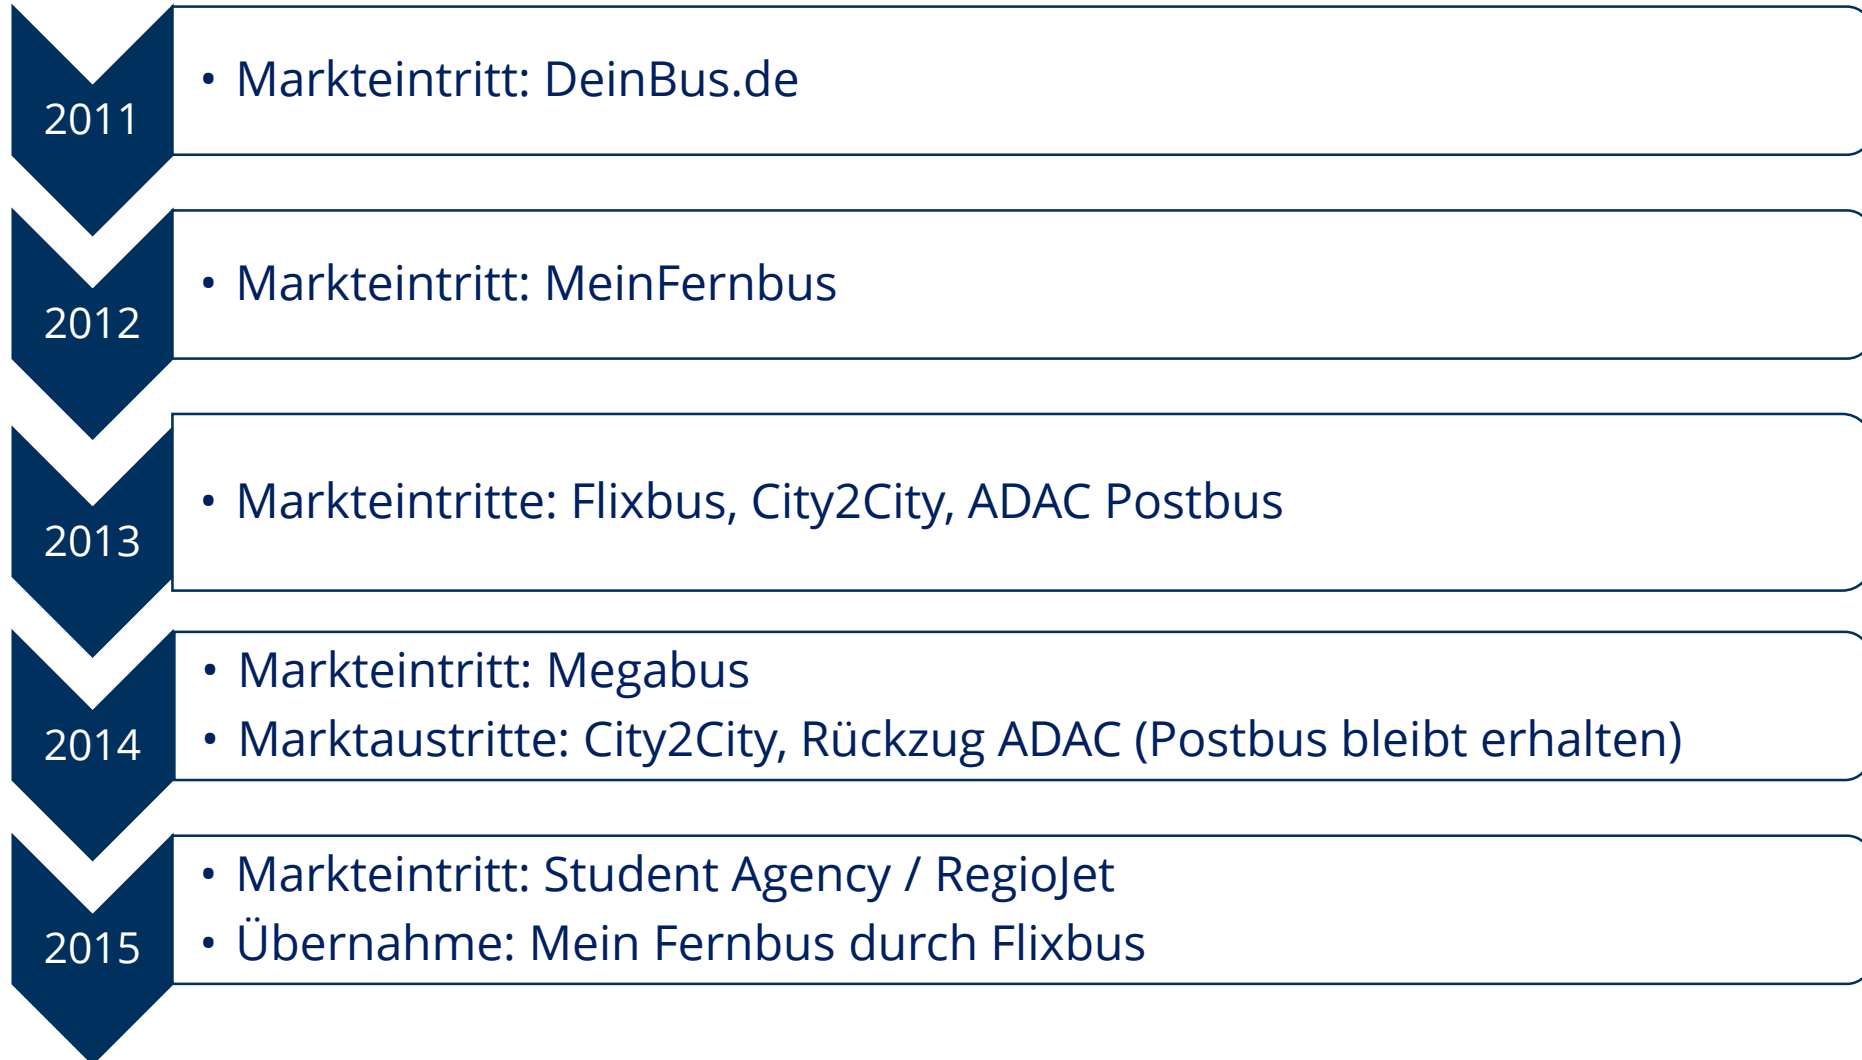 2011
• Markteintritt: DeinBus.de
2012
• Markteintritt: MeinFernbus
2013
• Markteintritte: Flixbus, City2City, ADAC Postbus
2014
• Markteintritt: Megabus
• Marktaustritte: City2City, Rückzug ADAC (Postbus bleibt erhalten)
2015
• Markteintritt: Student Agency / RegioJet
• Übernahme: Mein Fernbus durch Flixbus